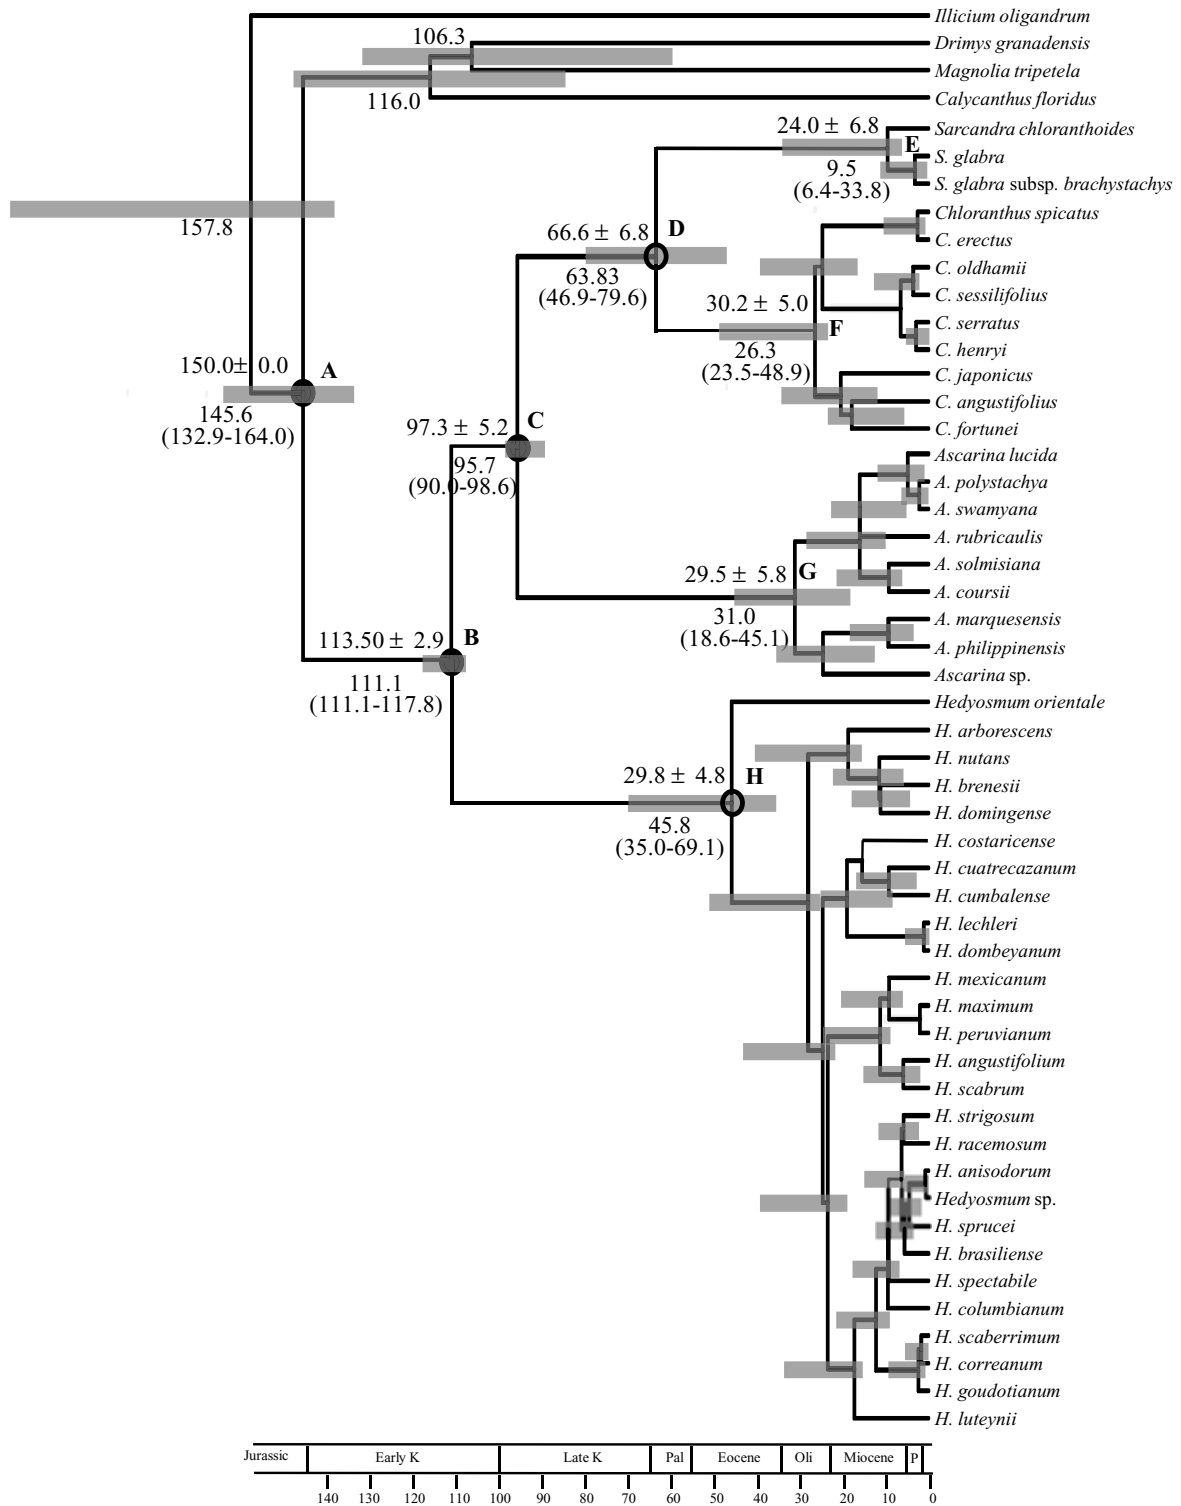 Illicium oligandrum
106.3
Drimys granadensis
Magnolia tripetela
116.0
Calycanthus floridus
24.0 ± 6.8
Sarcandra chloranthoides
E
S. glabra
9.5
(6.4-33.8)
S. glabra subsp. brachystachys
157.8
Chloranthus spicatus
66.6 ± 6.8
D
C. erectus
63.83
(46.9-79.6)
C. oldhamii
C. sessilifolius
30.2 ± 5.0
F
C. serratus
26.3
(23.5-48.9)
C. henryi
150.0± 0.0
A
C. japonicus
145.6
(132.9-164.0)
C. angustifolius
97.3 ± 5.2
C
C. fortunei
95.7
(90.0-98.6)
Ascarina lucida
A. polystachya
A. swamyana
A. rubricaulis
29.5 ± 5.8
G
A. solmisiana
A. coursii
31.0
(18.6-45.1)
A. marquesensis
113.50 ± 2.9
B
A. philippinensis
111.1
(111.1-117.8)
Ascarina sp.
Hedyosmum orientale
H. arborescens
H. nutans
29.8 ± 4.8
H
H. brenesii
H. domingense
45.8
(35.0-69.1)
H. costaricense
H. cuatrecazanum
H. cumbalense
H. lechleri
H. dombeyanum
H. mexicanum
H. maximum
H. peruvianum
H. angustifolium
H. scabrum
H. strigosum
H. racemosum
H. anisodorum
Hedyosmum sp.
H. sprucei
H. brasiliense
H. spectabile
H. columbianum
H. scaberrimum
H. correanum
H. goudotianum
H. luteynii
Jurassic Early K Late K Pal Eocene Oli Miocene P
140 130 120 110 100 90 80 70 60 50 40 30 20 10 0